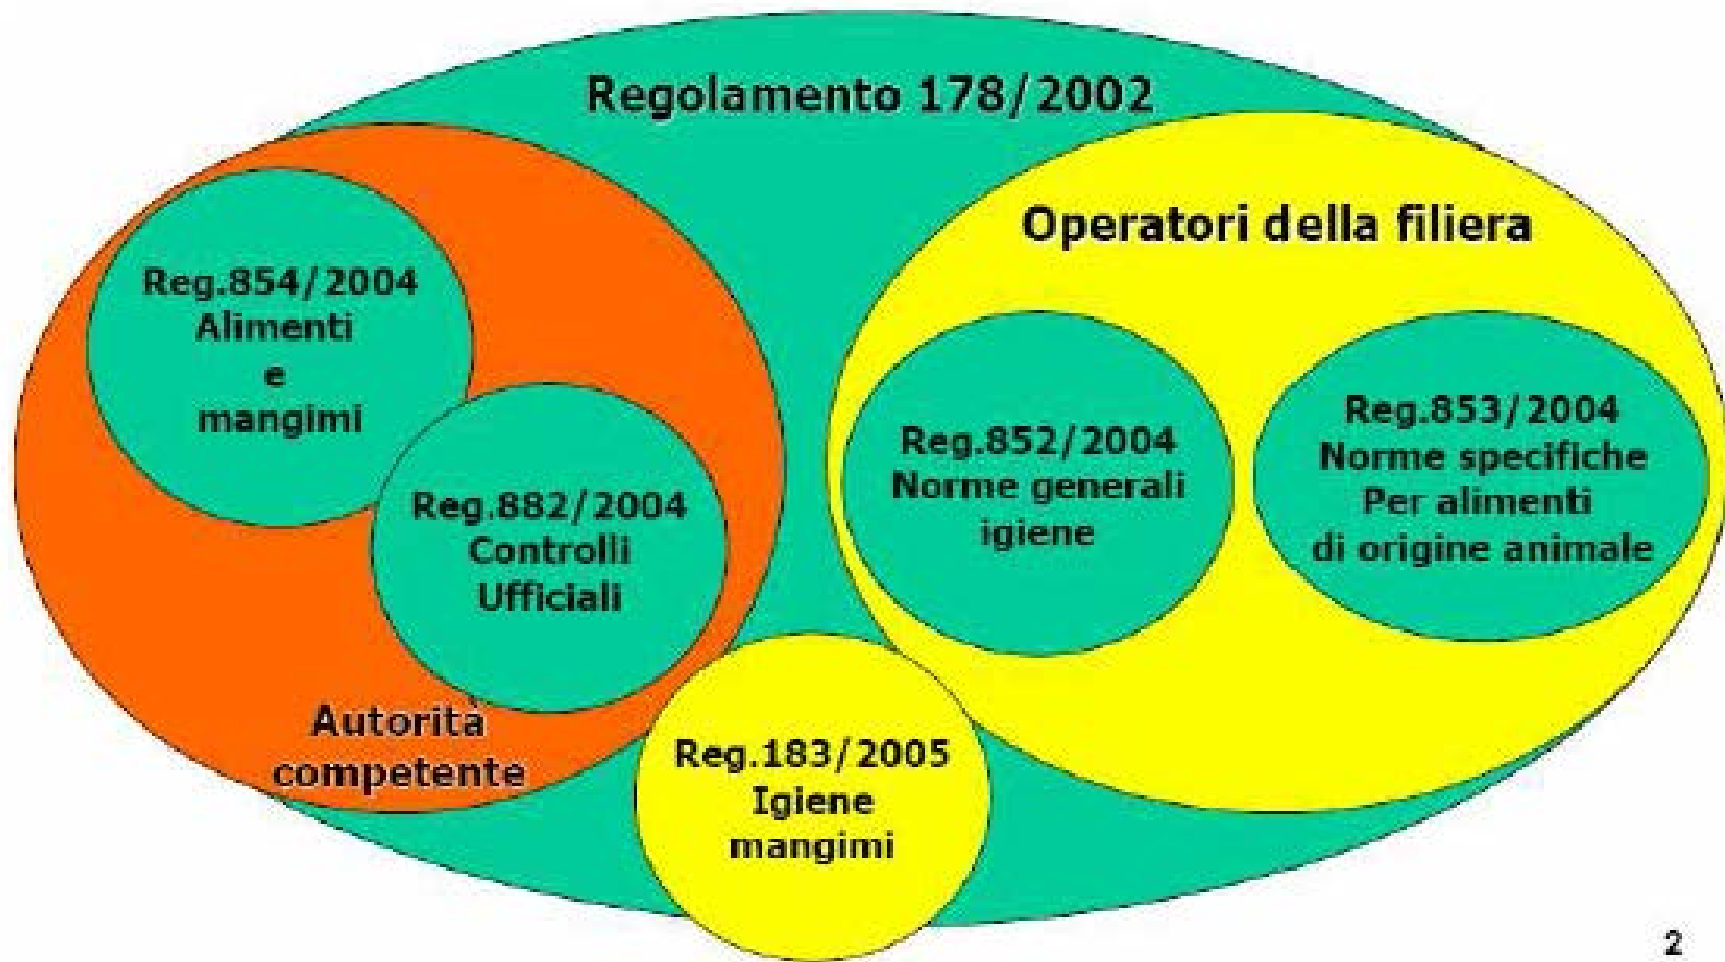 Regolamento 178/2002
Operatori della filiera
Reg.854/2004
Alimenti
e
mangimi
Reg.882/2004
Controlli
Ufficiali
Autorità
competente
Reg.852/2004
Norme generali
igiene
Reg.853/2004
Norme specifiche
Per alimenti
di origine animale
Reg.183/2005
Igiene
mangimi
2